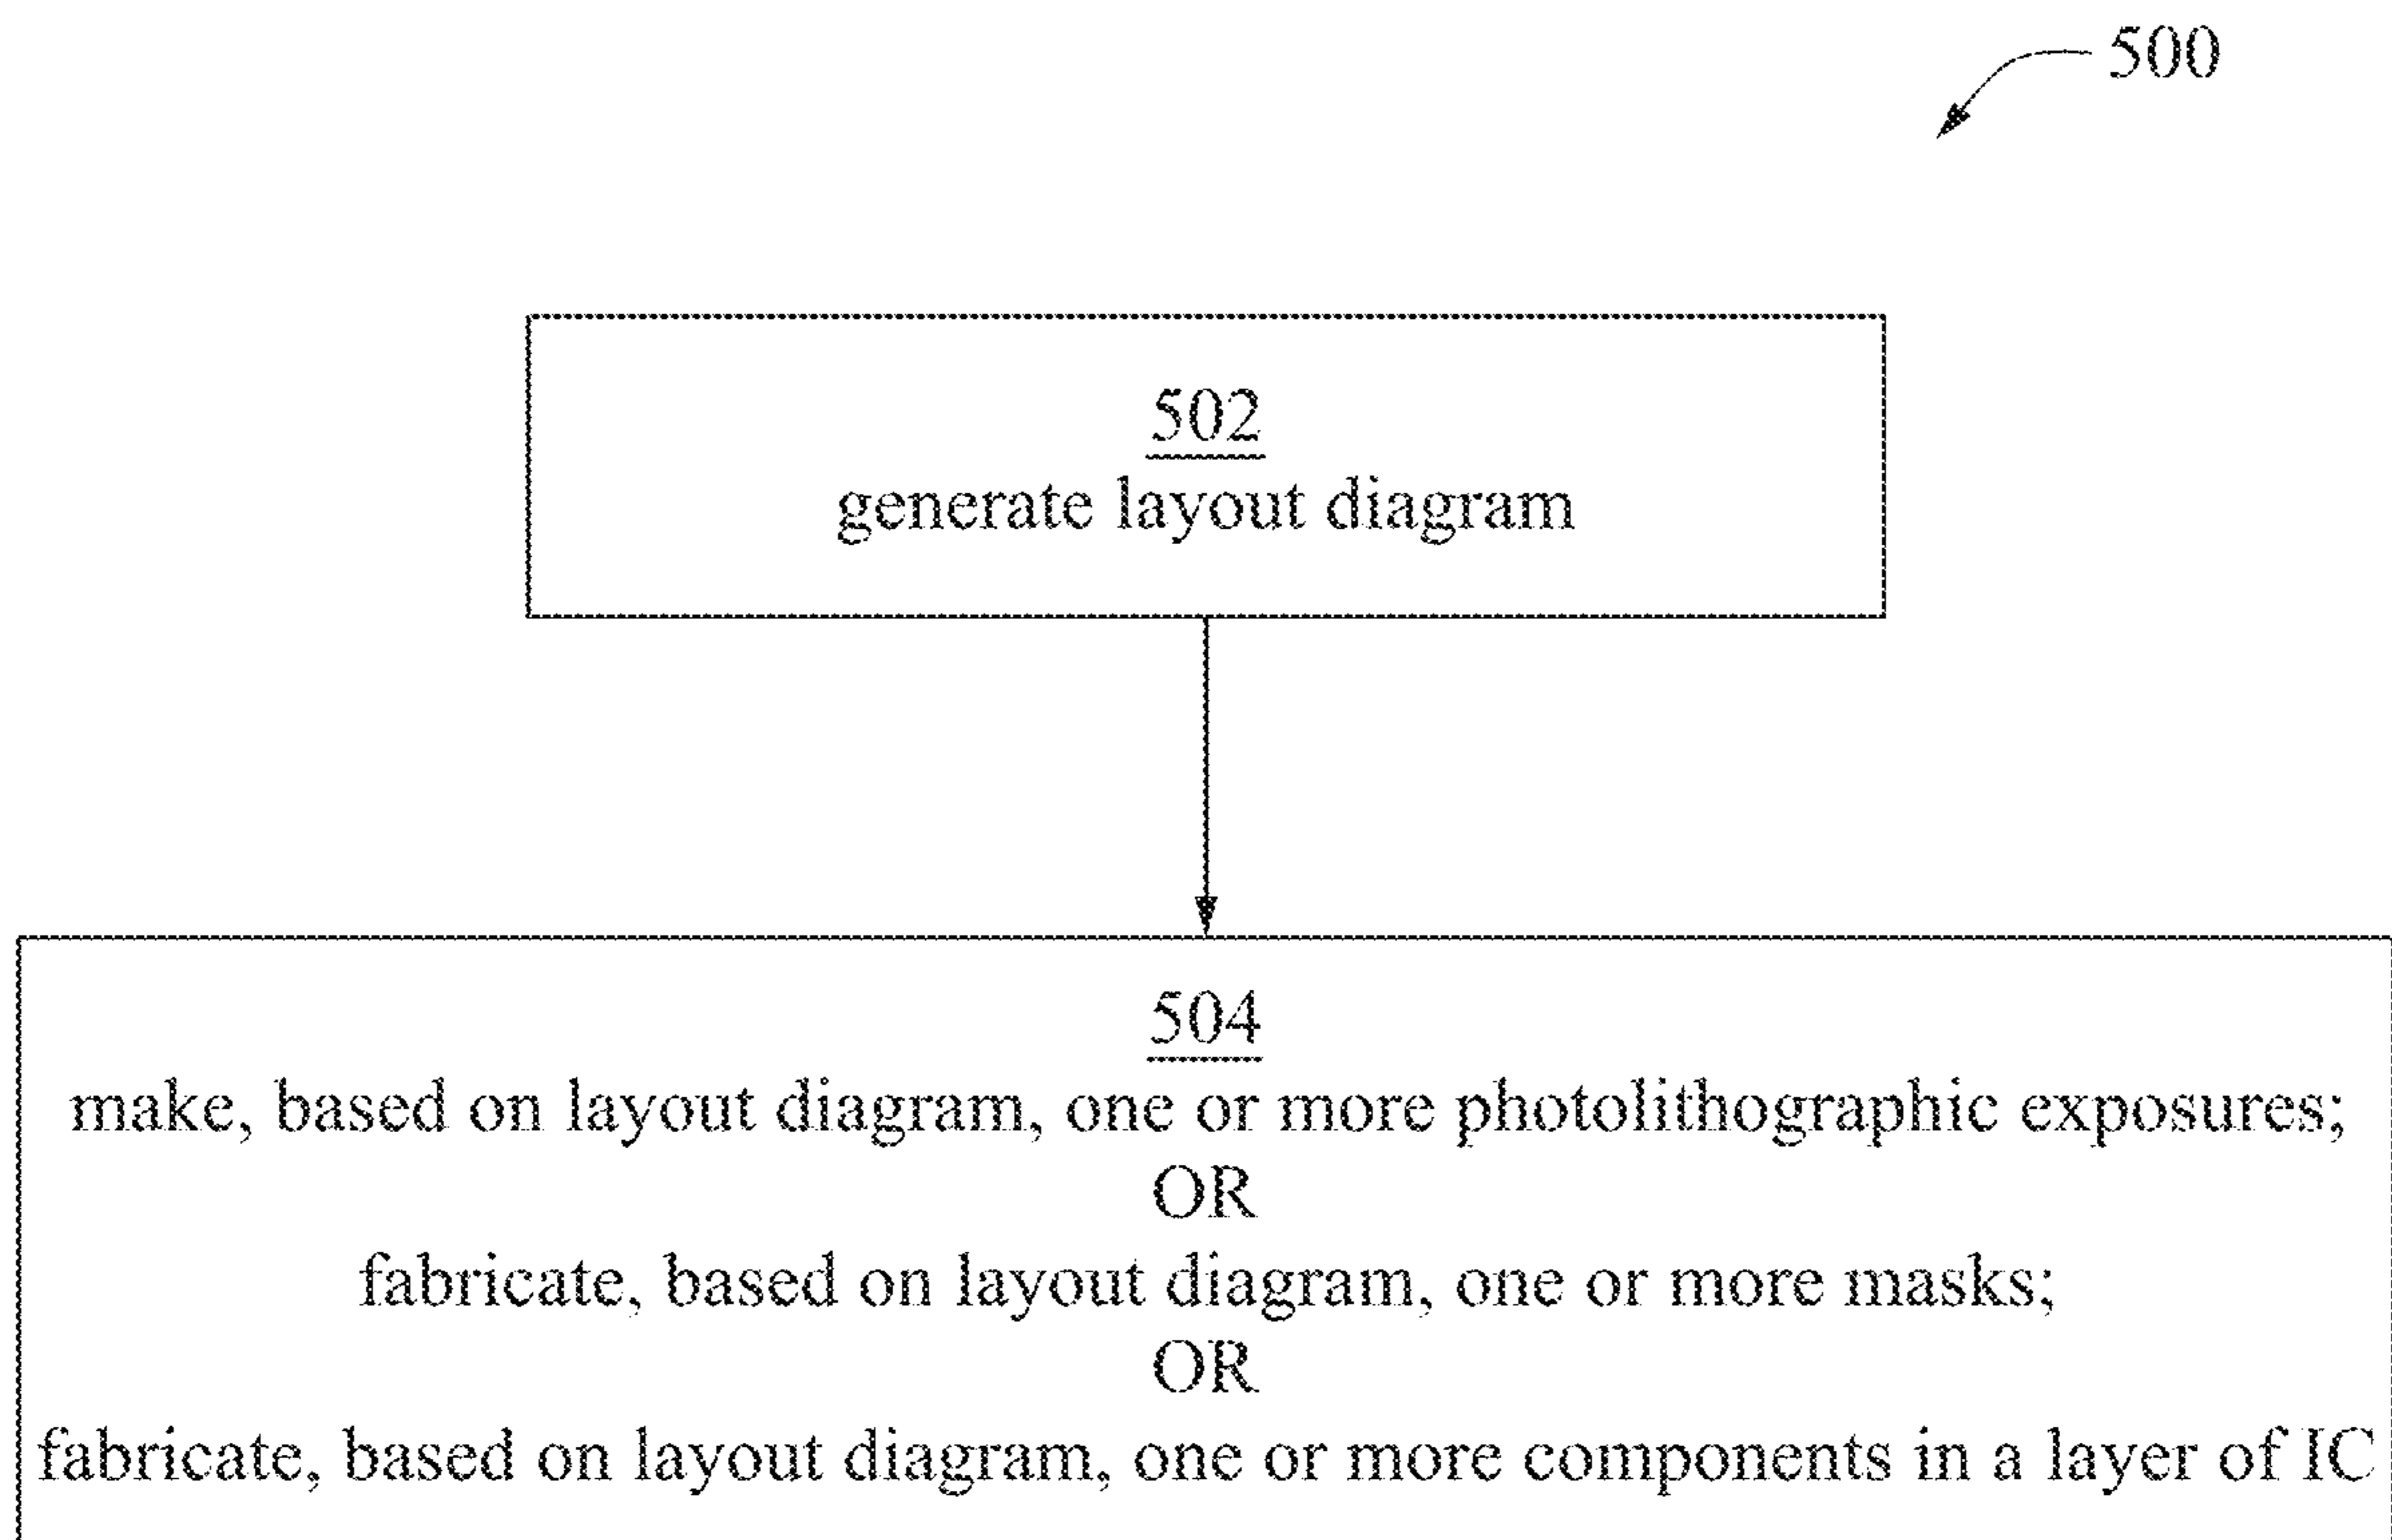 500
502
generate layout diagram
504
make, based on layout diagram, one or more photolithographic exposures;
OR
fabricate, based on layout diagram, one or more masks;
OR
fabricate, based on layout diagram, one or more components in a layer of IC